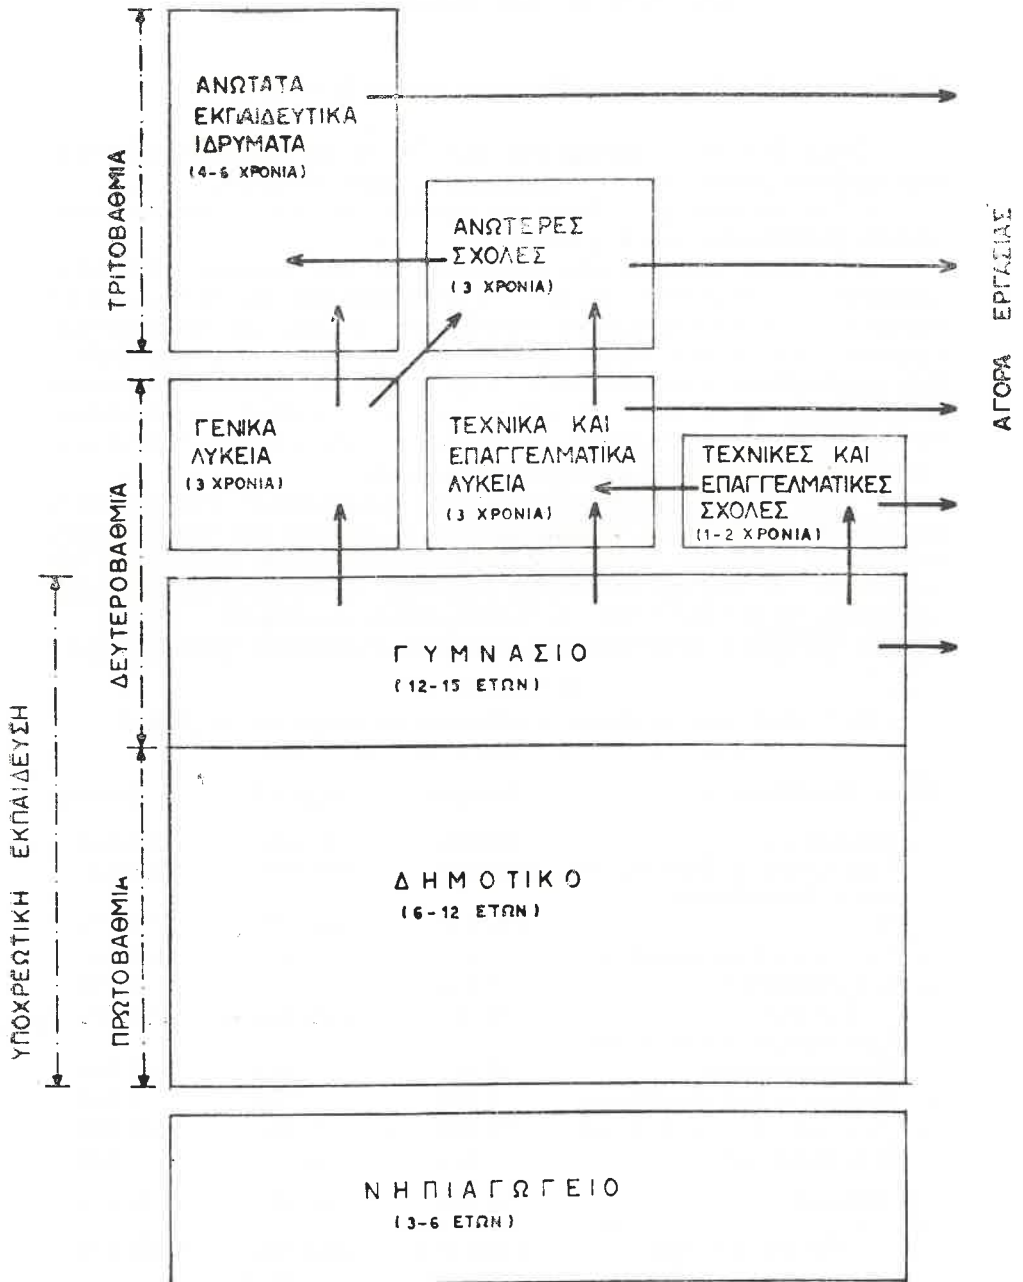 ΑΝΩΤΑΤΑ
ΕΚΠΑΙΔΕΥΤΙΚΑ
ΙΔΡΥΜΑΤΑ
(4-6 ΧΡΟΝΙΑ)
ΑΝΩΤΕΡΕΣ
ΣΧΟΛΕΣ
(3 ΧΡΟΝΙΑ)
ΤΡΙΤΟΒΑΘΜΙΑ
ΑΓΟΡΑ ΕΡΓΑΣΙΑΣ
ΓΕΝΙΚΑ
ΛΥΚΕΙΑ
(3 ΧΡΟΝΙΑ)
ΤΕΧΝΙΚΑ ΚΑΙ
ΕΠΑΓΓΕΛΜΑΤΙΚΑ
ΛΥΚΕΙΑ
(3 ΧΡΟΝΙΑ)
ΤΕΧΝΙΚΕΣ ΚΑΙ
ΕΠΑΓΓΕΛΜΑΤΙΚΕΣ
ΣΧΟΛΕΣ
(1-2 ΧΡΟΝΙΑ)
ΔΕΥΤΕΡΟΒΑΘΜΙΑ
ΓΥΜΝΑΣΙΟ
(12-15 ΕΤΩΝ)
ΥΠΟΧΡΕΩΤΙΚΗ ΕΚΠΑΙΔΕΥΣΗ
ΠΡΩΤΟΒΑΘΜΙΑ
ΔΗΜΟΤΙΚΟ
(6-12 ΕΤΩΝ)
ΝΗΠΙΑΓΩΓΕΙΟ
(3-6 ΕΤΩΝ)